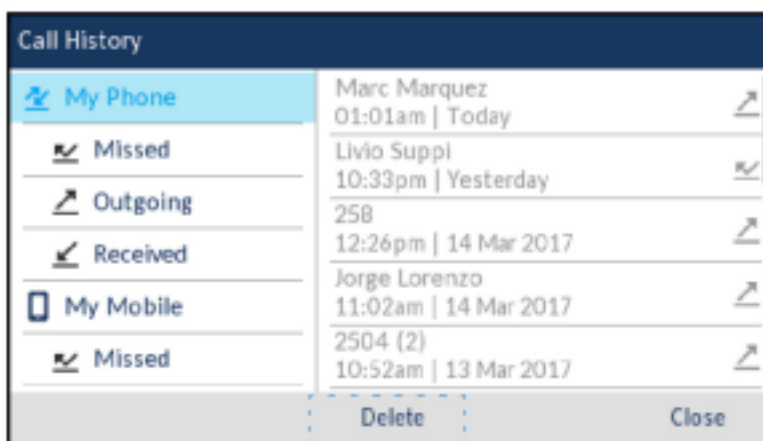 Call History
My Phone
Missed
Outgoing
Received
My Mobile
Missed
Marc Marquez
01:01am | Today
Livio Suppi
10:33pm | Yesterday
258
12:26pm | 14 Mar 2017
Jorge Lorenzo
11:02am | 14 Mar 2017
2504 (2)
10:52am | 13 Mar 2017
Delete
Close